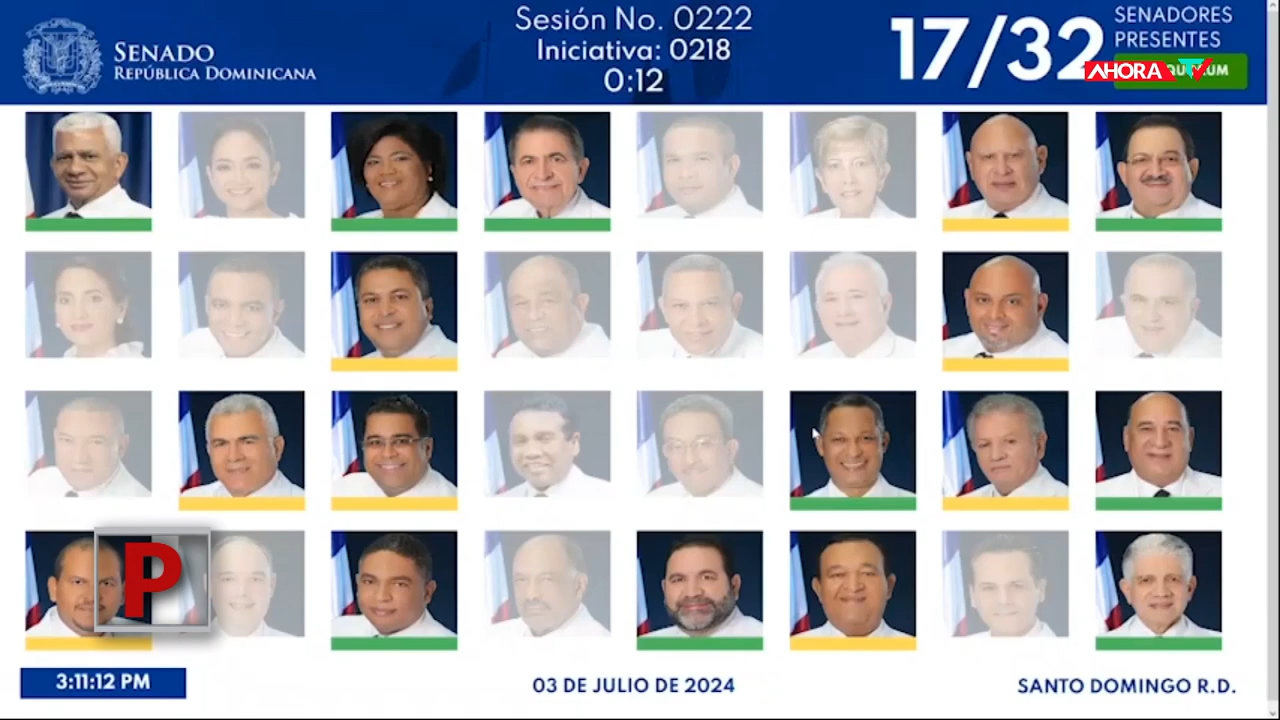 SENADO
REPÚBLICA DOMINICANA
Sesión No. 0222
Iniciativa: 0218
0:12
17/32
SENADORES
PRESENTES
AHORA TV
P
3:11:12 PM
03 DE JULIO DE 2024
SANTO DOMINGO R.D.